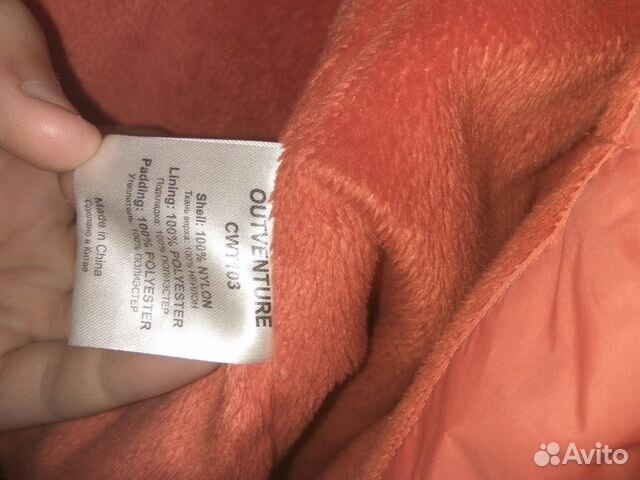 OUTVENTURE
CWT103
Shell: 100% NYLON
Ткань верха: 100% НЕЙЛОН
Lining: 100% POLYESTER
Подкладка: 100% ПОЛИЭСТЕР
Padding: 100% POLYESTER
Утеплитель: 100% ПОЛИЭСТЕР
Made in China
Сделано в Китае
Avito